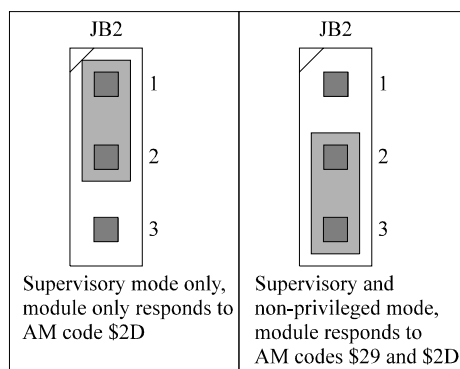 JB2
1
2
3
Supervisory mode only,
module only responds to
AM code $2D
JB2
1
2
3
Supervisory and
non-privileged mode,
module responds to
AM codes $29 and $2D